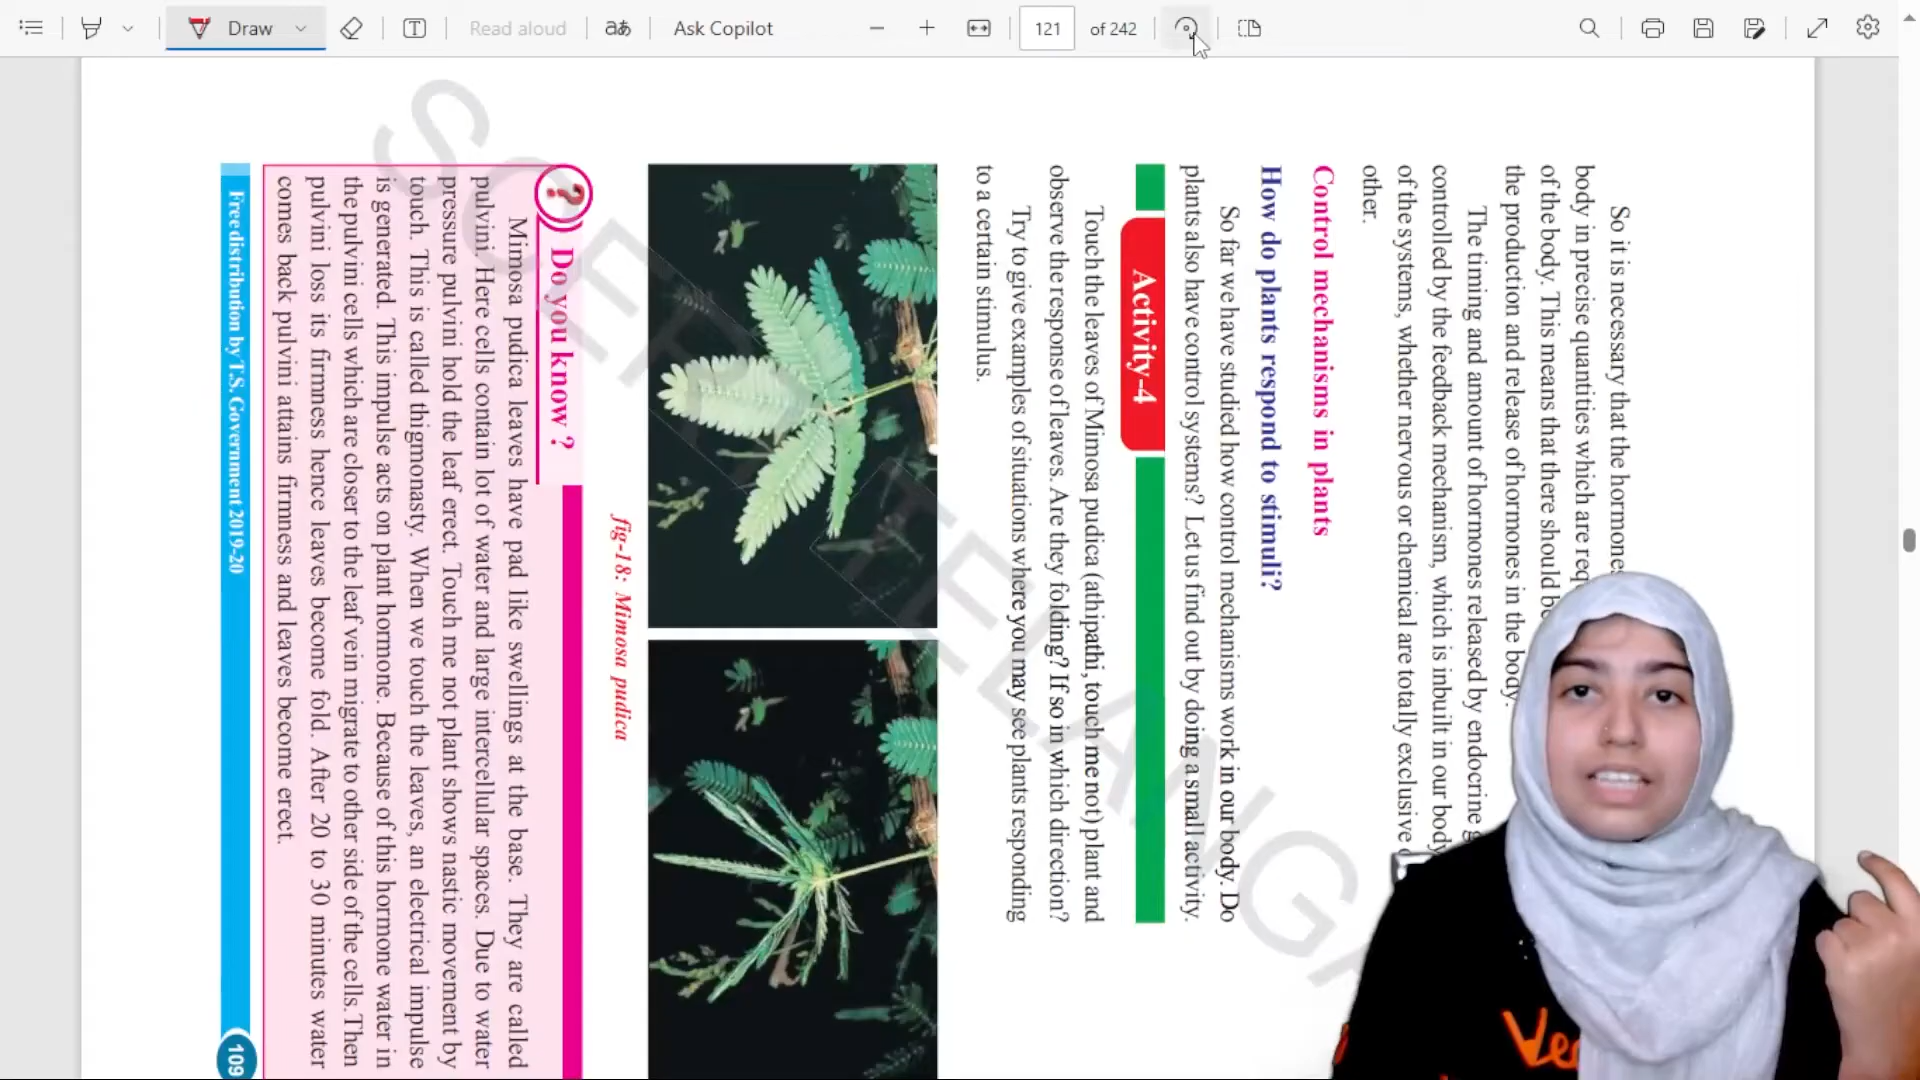 Draw
Read aloud
aあ
Ask Copilot
121
of 242
So it is necessary that the hormones
body in precise quantities which are req
of the body. This means that there should be
the production and release of hormones in the body.
The timing and amount of hormones released by endocrine g
controlled by the feedback mechanism, which is inbuilt in our body
of the systems, whether nervous or chemical are totally exclusive
other.
Control mechanisms in plants
How do plants respond to stimuli?
So far we have studied how control mechanisms work in our body. Do
plants also have control systems? Let us find out by doing a small activity.
Activity-4
Touch the leaves of Mimosa pudica (athipathi, touch me not) plant and
observe the response of leaves. Are they folding? If so in which direction?
Try to give examples of situations where you may see plants responding
to a certain stimulus.
fig-18: Mimosa pudica
? Do you know ?
Mimosa pudica leaves have pad like swellings at the base. They are called
pulvini. Here cells contain lot of water and large intercellular spaces. Due to water
pressure pulvini hold the leaf erect. Touch me not plant shows nastic movement by
touch. This is called thigmonasty. When we touch the leaves, an electrical impulse
is generated. This impulse acts on plant hormone. Because of this hormone water in
the pulvini cells which are closer to the leaf vein migrate to other side of the cells. Then
pulvini loss its firmness hence leaves become fold. After 20 to 30 minutes water
comes back pulvini attains firmness and leaves become erect.
Free distribution by T.S. Government 2019-20
109
SCERT TELANGA
Ve